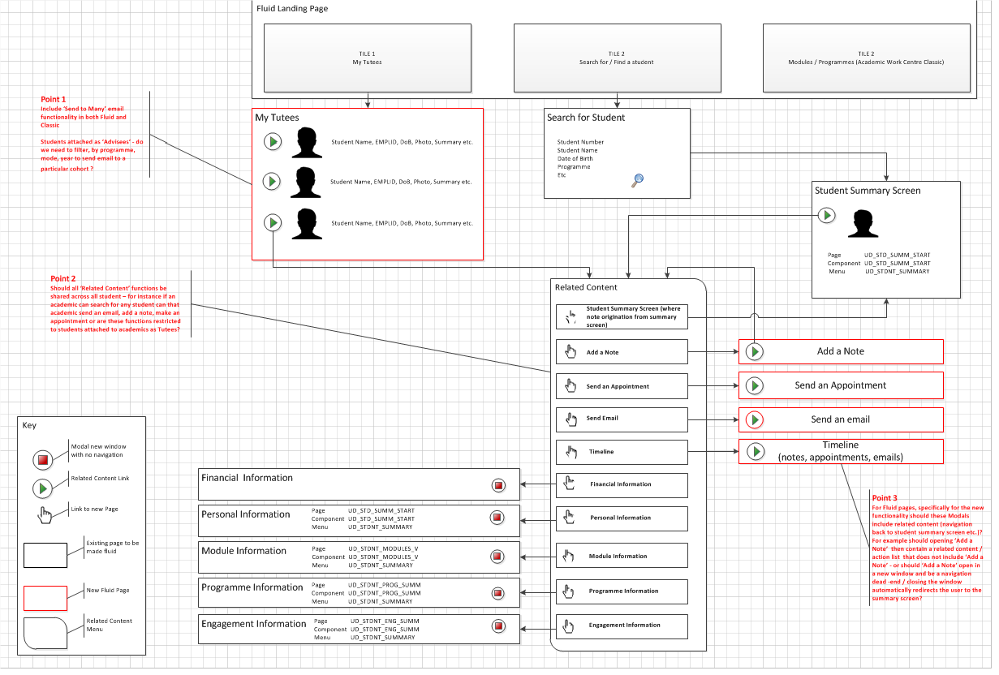 Fluid Landing Page
TILE 1
My Tutees
TILE 2
Search for / Find a student
TILE 2
Modules / Programmes (Academic Work Centre Classic)
Point 1
Include 'Send to Many' email
functionality in both Fluid and
Classic
Students attached as 'Advisees' - do
we need to filter, by programme,
mode, year to send email to a
particular cohort ?
My Tutees
Student Name, EMPLID, DoB, Photo, Summary etc.
Student Name, EMPLID, DoB, Photo, Summary etc.
Student Name, EMPLID, DoB, Photo, Summary etc.
Search for Student
Student Number
Student Name
Date of Birth
Programme
Etc
Student Summary Screen
Page UD_STD_SUMM_START
Component UD_STD_SUMM_START
Menu UD_STDNT_SUMMARY
Point 2
Should all 'Related Content' functions be
shared across all student – for instance if an
academic can search for any student can that
academic send an email, add a note, make an
appointment or are these functions restricted
to students attached to academics as Tutees?
Related Content
Student Summary Screen (where
note origination from summary
screen)
Add a Note
Send an Appointment
Send Email
Timeline
Financial Information
Personal Information
Module Information
Programme Information
Engagement Information
Add a Note
Send an Appointment
Send an email
Timeline
(notes, appointments, emails)
Key
Modal new window
with no navigation
Related Content Link
Link to new Page
Existing page to be
made fluid
New Fluid Page
Related Content
Menu
Financial Information
Personal Information
Page UD_STD_SUMM_START
Component UD_STD_SUMM_START
Menu UD_STDNT_SUMMARY
Module Information
Page UD_STDNT_MODULES_V
Component UD_STDNT_MODULES_V
Menu UD_STDNT_SUMMARY
Programme Information
Page UD_STDNT_PROG_SUMM
Component UD_STDNT_PROG_SUMM
Menu UD_STDNT_SUMMARY
Engagement Information
Page UD_STDNT_ENG_SUMM
Component UD_STDNT_ENG_SUMM
Menu UD_STDNT_SUMMARY
Point 3
For Fluid pages, specifically for the new
functionality should these Modals
include related content (navigation
back to student summary screen etc.)?
For example should opening 'Add a
Note' then contain a related content /
action list that does not include 'Add a
Note' - or should 'Add a Note' open in
a new window and be a navigation
dead -end / closing the window
automatically redirects the user to the
summary screen?